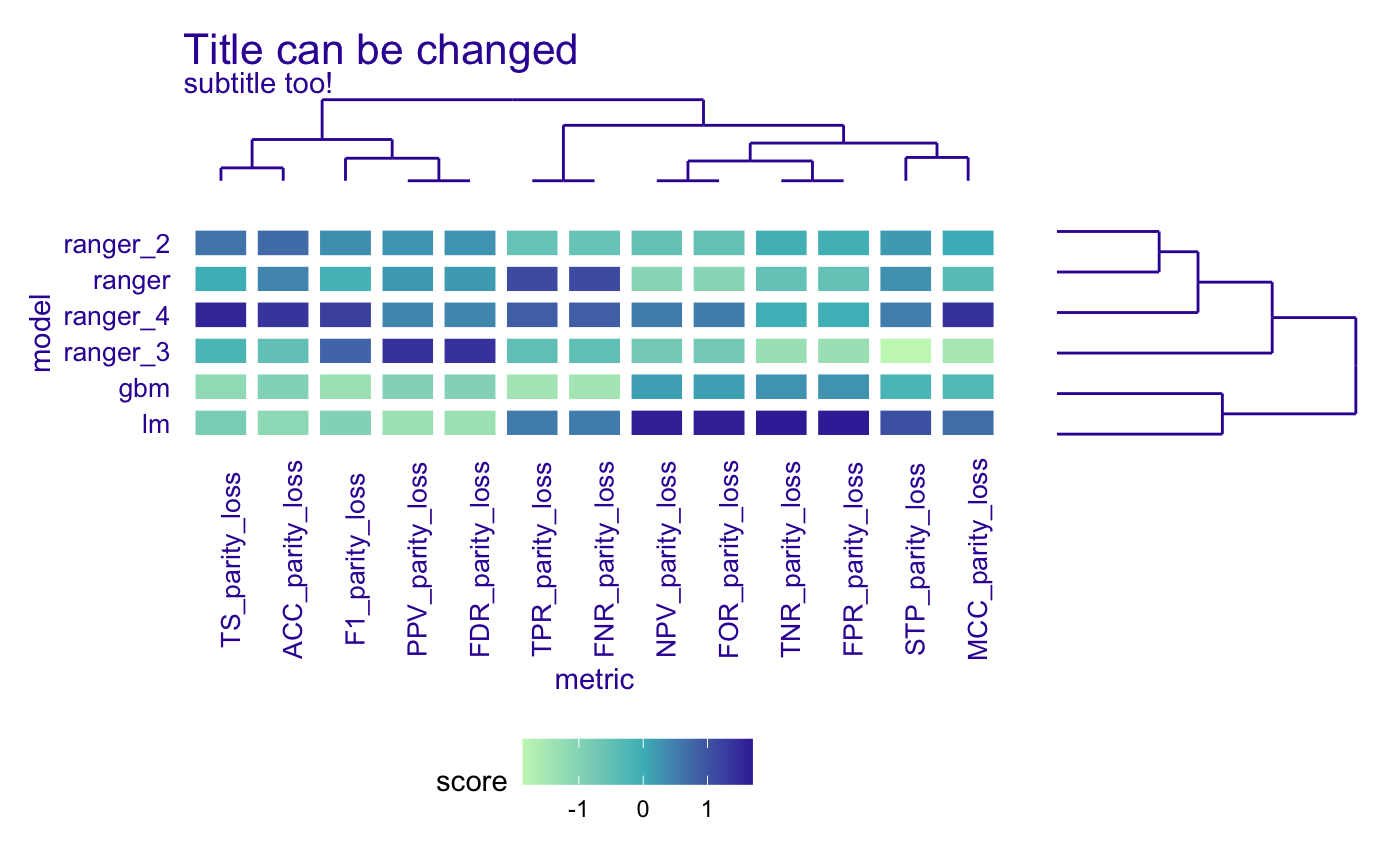 Title can be changed
subtitle too!
model
ranger_2
ranger
ranger_4
ranger_3
gbm
lm
TS_parity_loss
ACC_parity_loss
F1_parity_loss
PPV_parity_loss
FDR_parity_loss
TPR_parity_loss
FNR_parity_loss
NPV_parity_loss
FOR_parity_loss
TNR_parity_loss
FPR_parity_loss
STP_parity_loss
MCC_parity_loss
metric
score
-1 0 1